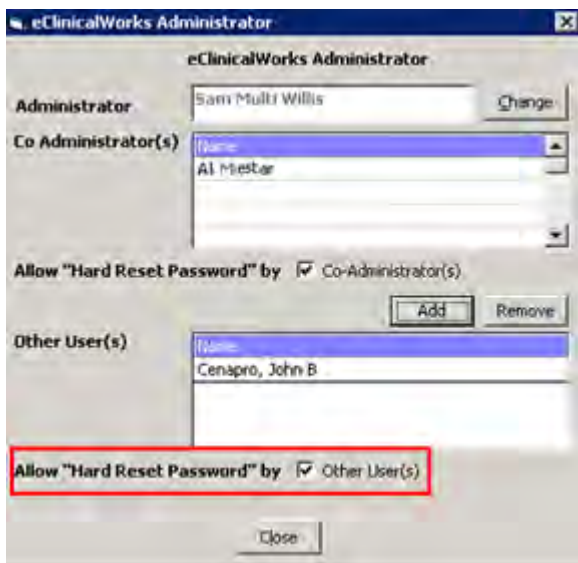 eClinicalWorks Administrator
eClinicalWorks Administrator
Administrator Sam Multi Willis Change
Co Administrator(s) Name
Al Mestar
Allow "Hard Reset Password" by Co-Administrator(s)
Add Remove
Other User(s) Name
Cenapro, John B
Allow "Hard Reset Password" by Other User(s)
Close